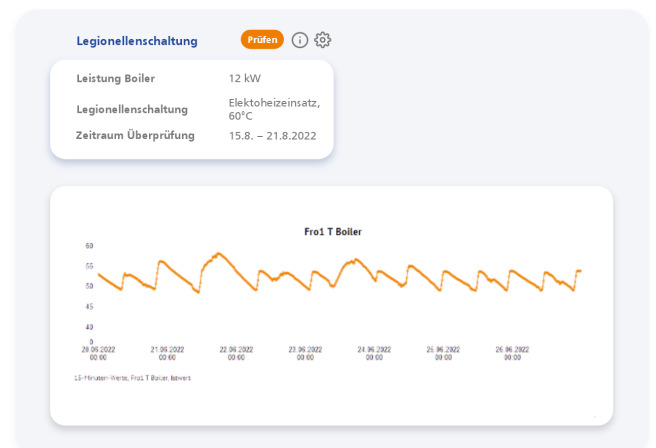 Legionellenschaltung
Prüfen
Leistung Boiler 12 kW
Legionellenschaltung Elektoheizeinsatz, 60°C
Zeitraum Überprüfung 15.8. – 21.8.2022
Fro1 T Boiler
60
55
50
45
40
0
20.06.2022 21.06.2022 22.06.2022 23.06.2022 24.06.2022 25.06.2022 26.06.2022
00:00 00:00 00:00 00:00 00:00 00:00 00:00
15-Minuten-Werte, Fro1 T Boiler, Istwert